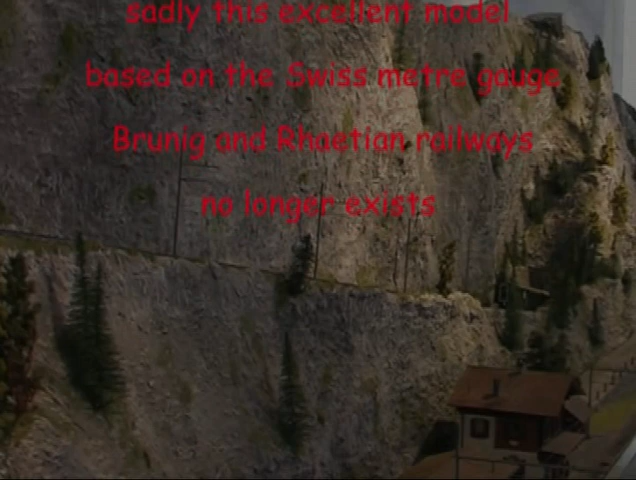 sadly this excellent model
based on the Swiss metre gauge
Brunig and Rhaetian railways
no longer exists